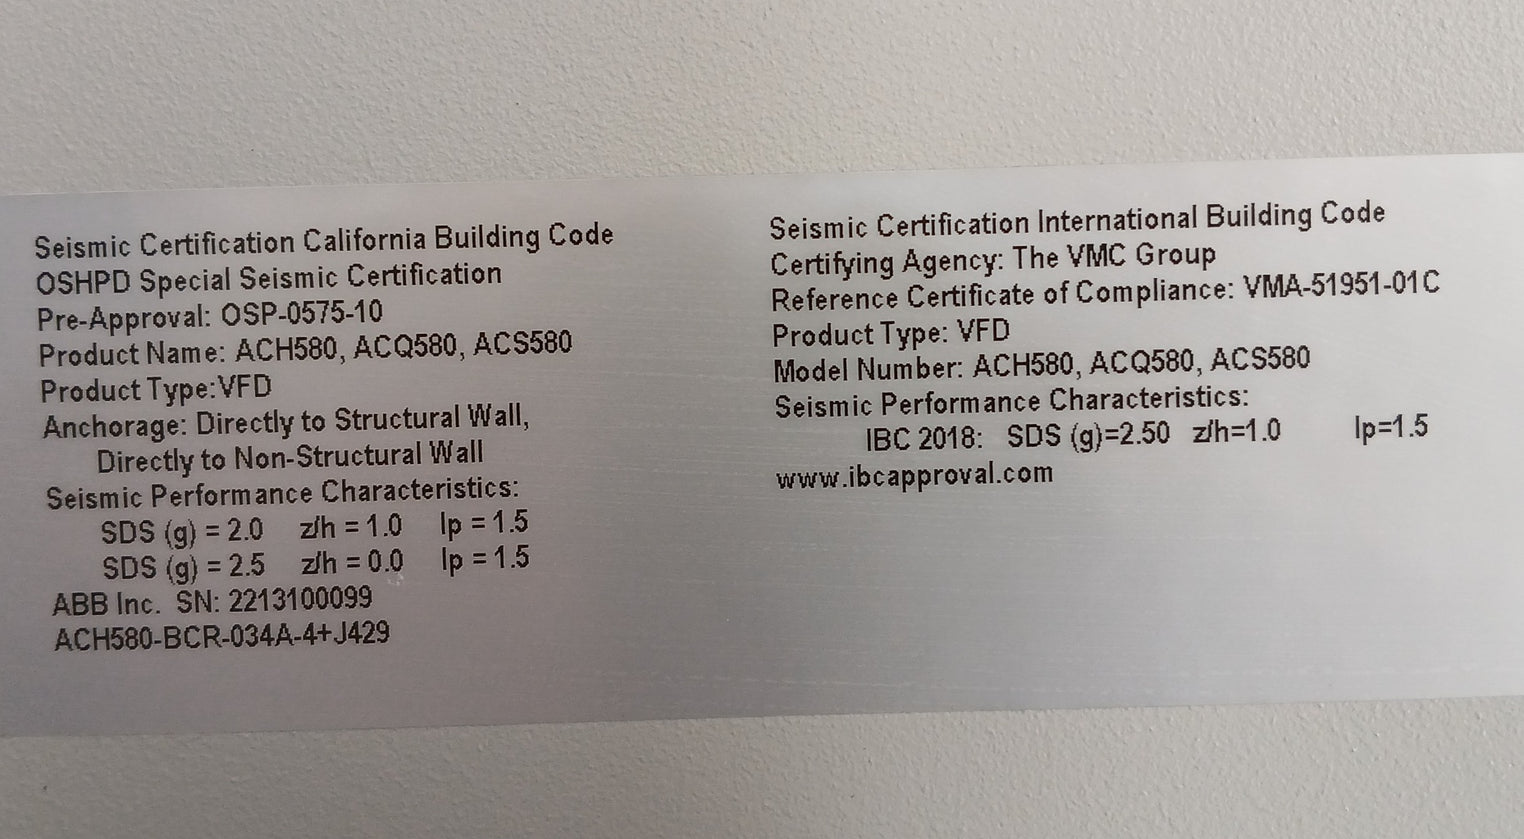 Seismic Certification California Building Code
OSHPD Special Seismic Certification
Pre-Approval: OSP-0575-10
Product Name: ACH580, ACQ580, ACS580
Product Type:VFD
Anchorage: Directly to Structural Wall,
Directly to Non-Structural Wall
Seismic Performance Characteristics:
SDS (g) = 2.0 z/h = 1.0 Ip = 1.5
SDS (g) = 2.5 z/h = 0.0 Ip = 1.5
ABB Inc. SN: 2213100099
ACH580-BCR-034A-4+J429
Seismic Certification International Building Code
Certifying Agency: The VMC Group
Reference Certificate of Compliance: VMA-51951-01C
Product Type: VFD
Model Number: ACH580, ACQ580, ACS580
Seismic Performance Characteristics:
IBC 2018: SDS (g)=2.50 z/h=1.0 Ip=1.5
www.ibcapproval.com